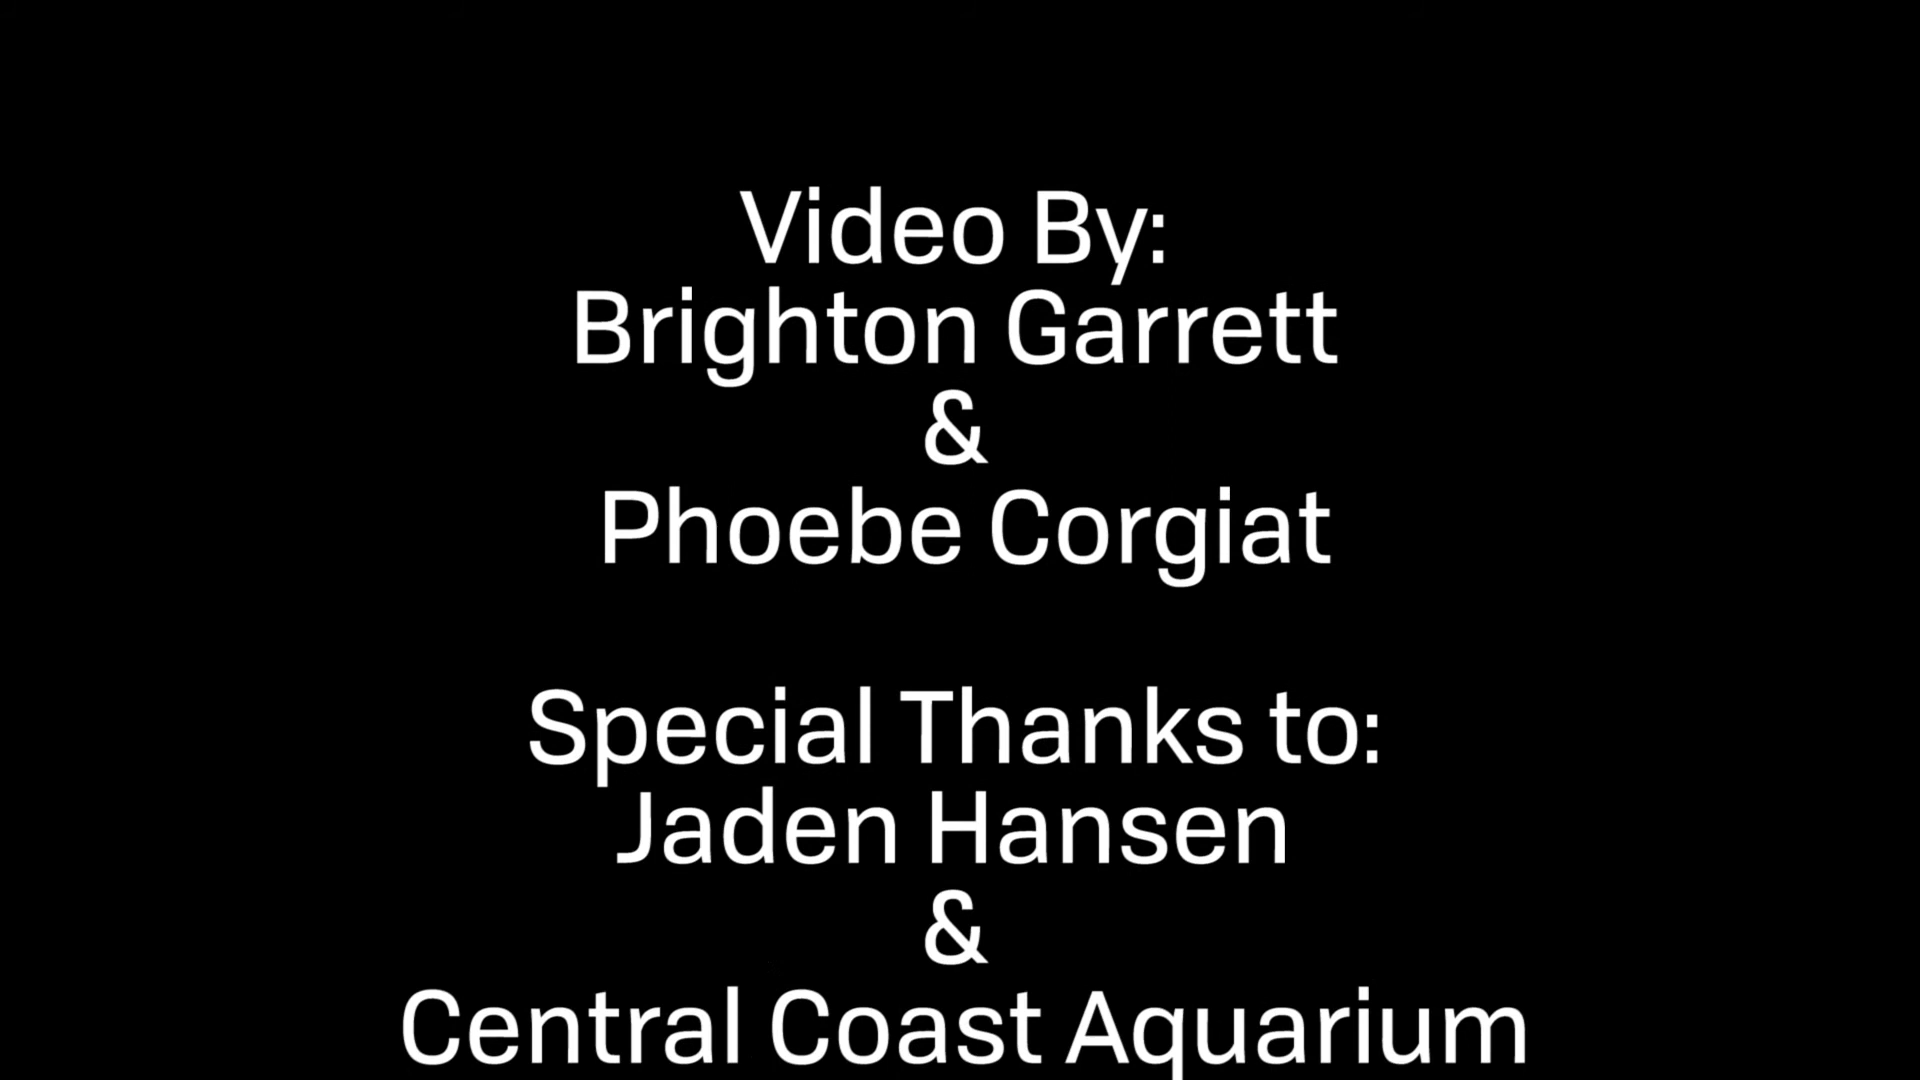 Video By:
Brighton Garrett
&
Phoebe Corgiat
Special Thanks to:
Jaden Hansen
&
Central Coast Aquarium